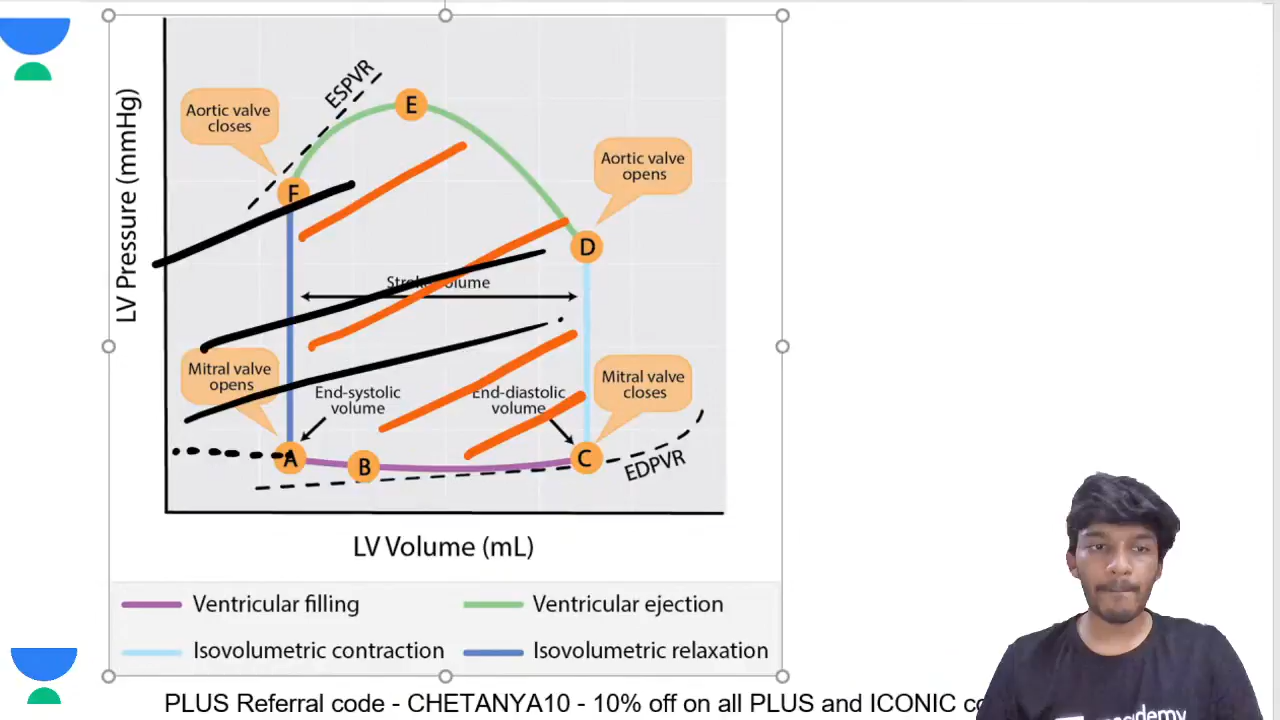 ESPVR
E
Aortic valve
closes
Aortic valve
opens
F
D
LV Pressure (mmHg)
Stroke volume
Mitral valve
opens
End-systolic
volume
End-diastolic
volume
Mitral valve
closes
A
B
C
EDPVR
LV Volume (mL)
Ventricular filling
Ventricular ejection
Isovolumetric contraction
Isovolumetric relaxation
PLUS Referral code - CHETANYA10 - 10% off on all PLUS and ICONIC